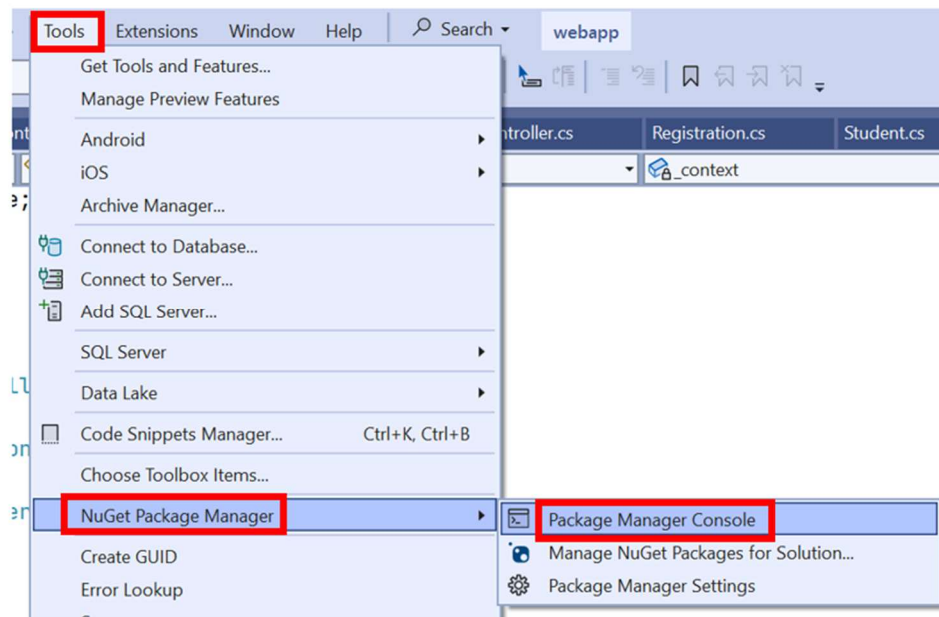 Tools Extensions Window Help Search webapp
Get Tools and Features...
Manage Preview Features
ntroller.cs Registration.cs Student.cs
Android
iOS
_context
Archive Manager...
Connect to Database...
Connect to Server...
Add SQL Server...
SQL Server
Data Lake
Code Snippets Manager... Ctrl+K, Ctrl+B
Choose Toolbox Items...
NuGet Package Manager
Package Manager Console
Manage NuGet Packages for Solution...
Package Manager Settings
Create GUID
Error Lookup